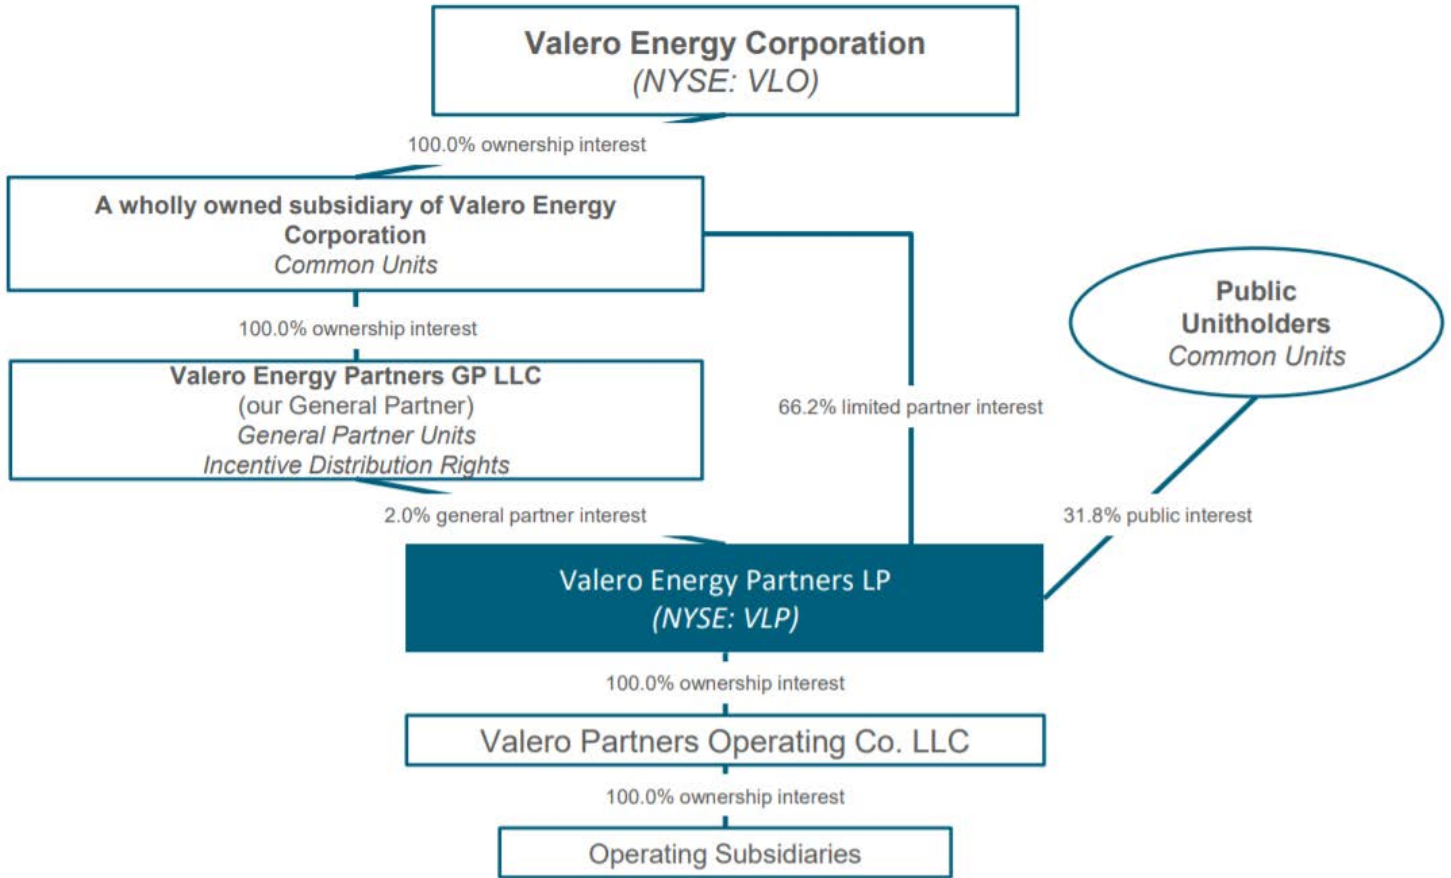 Valero Energy Corporation
(NYSE: VLO)
100.0% ownership interest
A wholly owned subsidiary of Valero Energy
Corporation
Common Units
100.0% ownership interest
Valero Energy Partners GP LLC
(our General Partner)
General Partner Units
Incentive Distribution Rights
66.2% limited partner interest
Public
Unitholders
Common Units
2.0% general partner interest
31.8% public interest
Valero Energy Partners LP
(NYSE: VLP)
100.0% ownership interest
Valero Partners Operating Co. LLC
100.0% ownership interest
Operating Subsidiaries